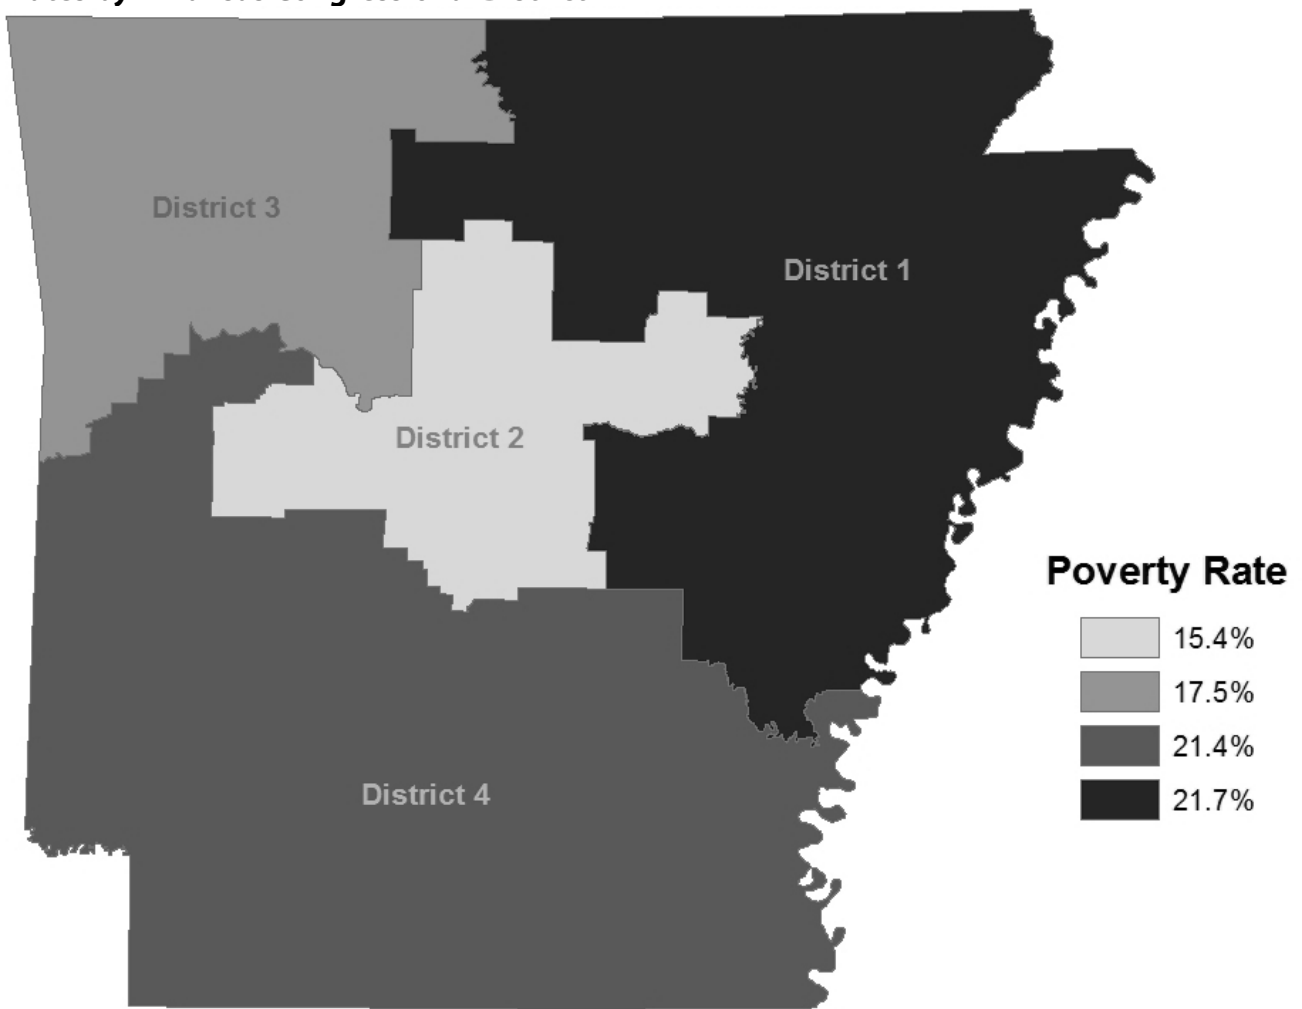 District 3
District 1
District 2
District 4
Poverty Rate
15.4%
17.5%
21.4%
21.7%